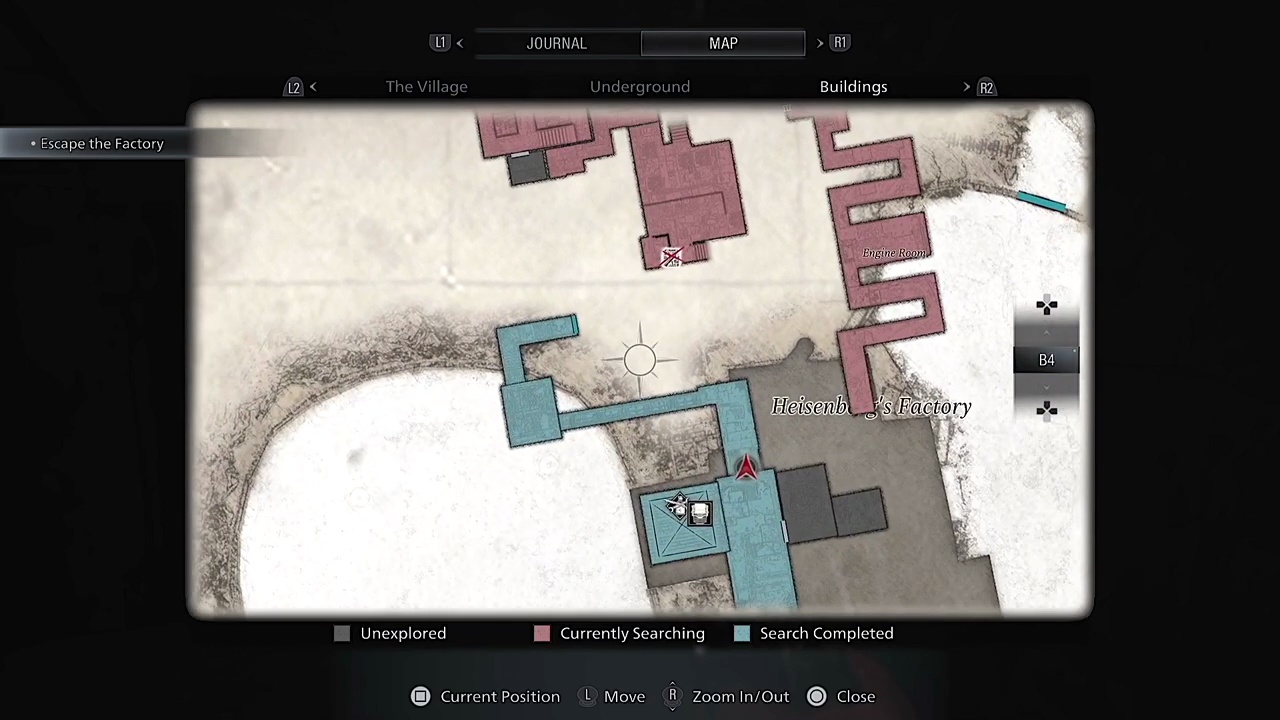 L1 JOURNAL MAP R1
L2 The Village Underground Buildings R2
Escape the Factory
Engine Room
B4
Heisenberg's Factory
Unexplored Currently Searching Search Completed
Current Position L Move R Zoom In/Out Close